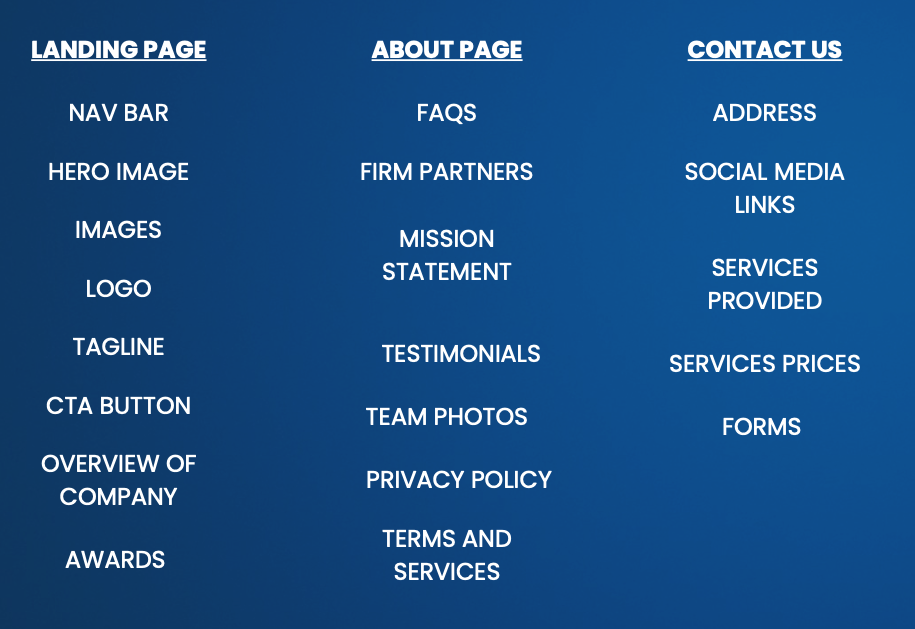 LANDING PAGE
NAV BAR
HERO IMAGE
IMAGES
LOGO
TAGLINE
CTA BUTTON
OVERVIEW OF
COMPANY
AWARDS
ABOUT PAGE
FAQS
FIRM PARTNERS
MISSION
STATEMENT
TESTIMONIALS
TEAM PHOTOS
PRIVACY POLICY
TERMS AND
SERVICES
CONTACT US
ADDRESS
SOCIAL MEDIA
LINKS
SERVICES
PROVIDED
SERVICES PRICES
FORMS